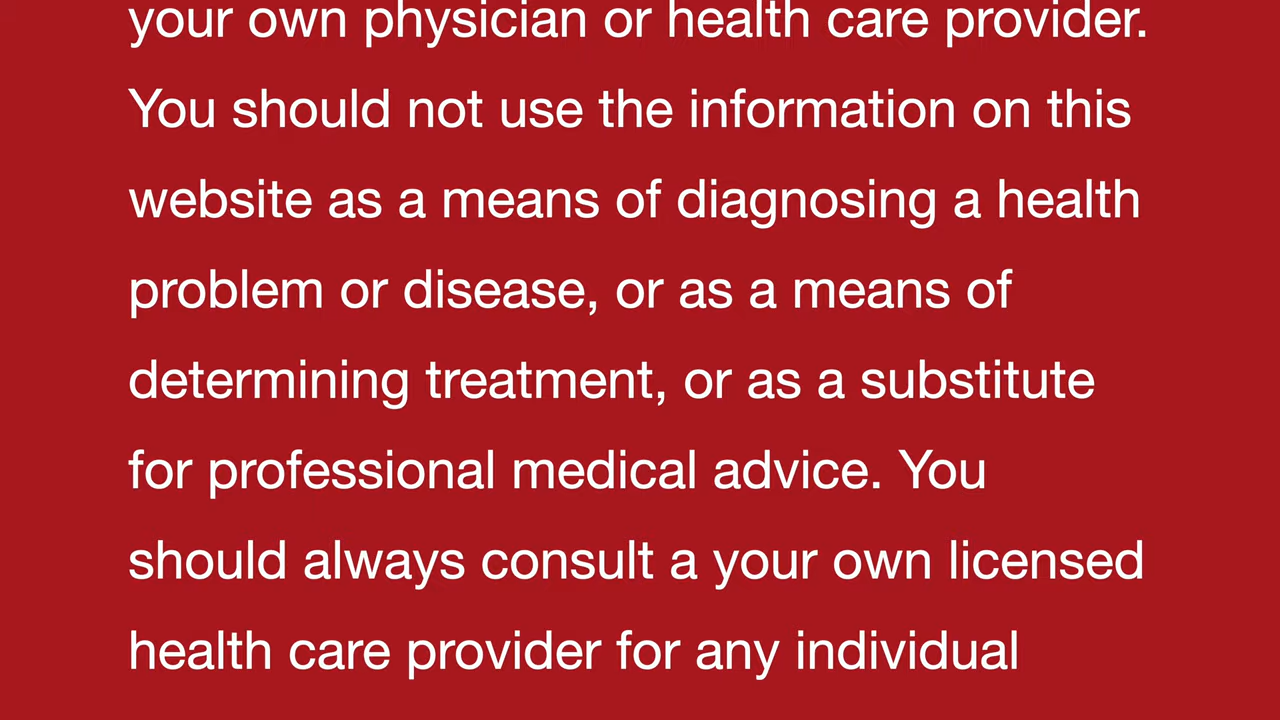 your own physician or health care provider.
You should not use the information on this
website as a means of diagnosing a health
problem or disease, or as a means of
determining treatment, or as a substitute
for professional medical advice. You
should always consult a your own licensed
health care provider for any individual